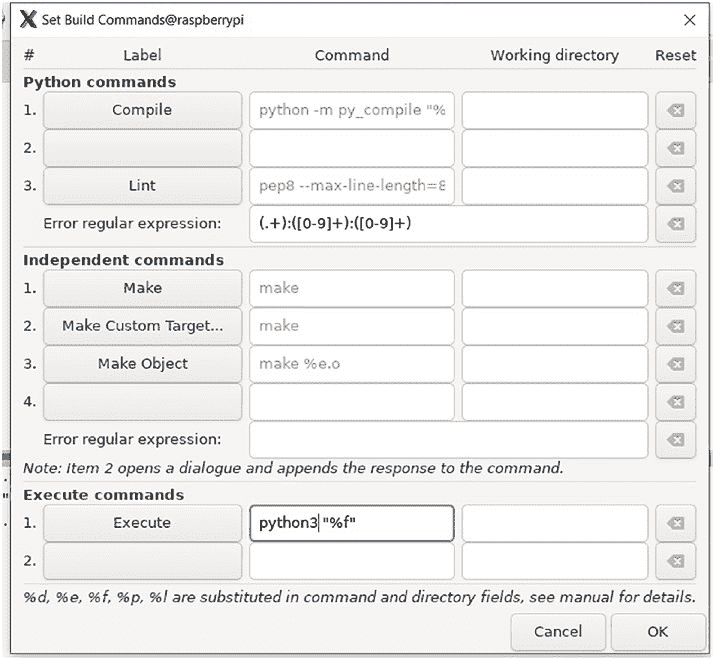 Set Build Commands@raspberrypi
# Label Command Working directory Reset
Python commands
1. Compile python -m py_compile "%
2.
3. Lint pep8 --max-line-length=8
Error regular expression: (.+):([0-9]+):([0-9]+)
Independent commands
1. Make make
2. Make Custom Target... make
3. Make Object make %e.o
4.
Error regular expression:
Note: Item 2 opens a dialogue and appends the response to the command.
Execute commands
1. Execute python3 "%f"
2.
%d, %e, %f, %p, %l are substituted in command and directory fields, see manual for details.
Cancel OK